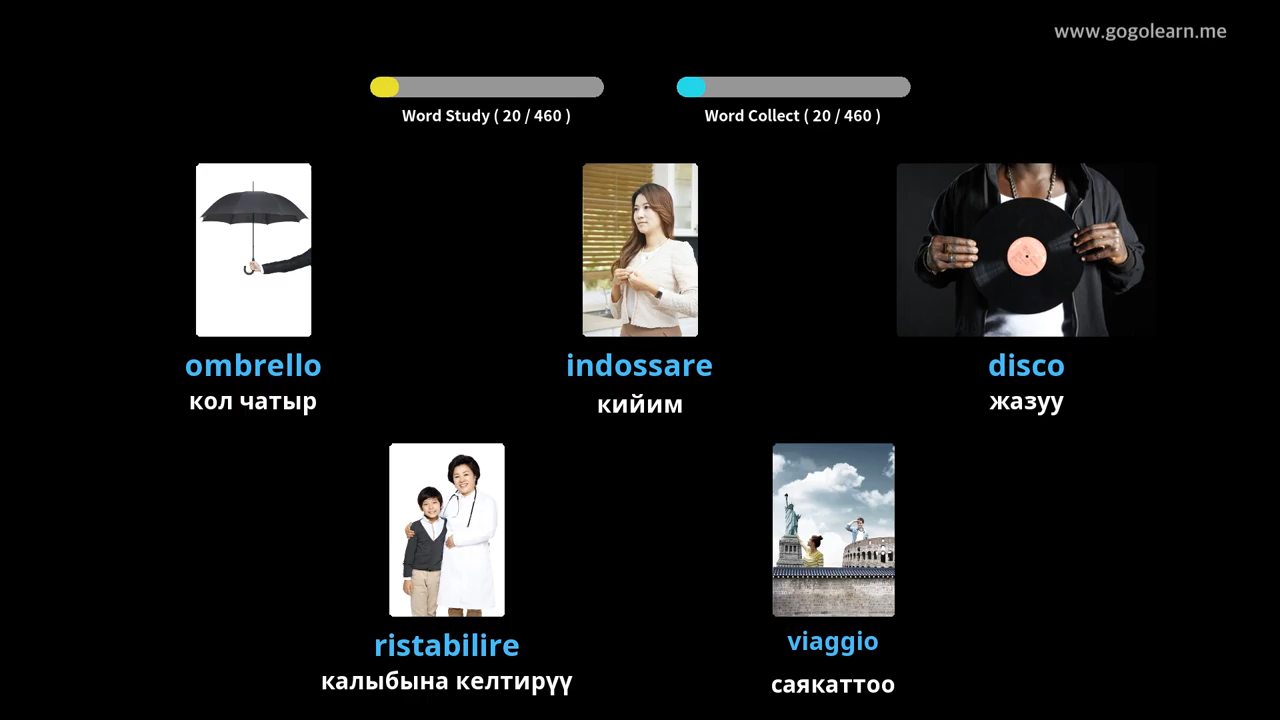 www.gogolearn.me
Word Study ( 20 / 460 )
Word Collect ( 20 / 460 )
ombrello
кол чатыр
indossare
кийим
disco
жазуу
ristabilire
калыбына келтирүү
viaggio
саякаттоо